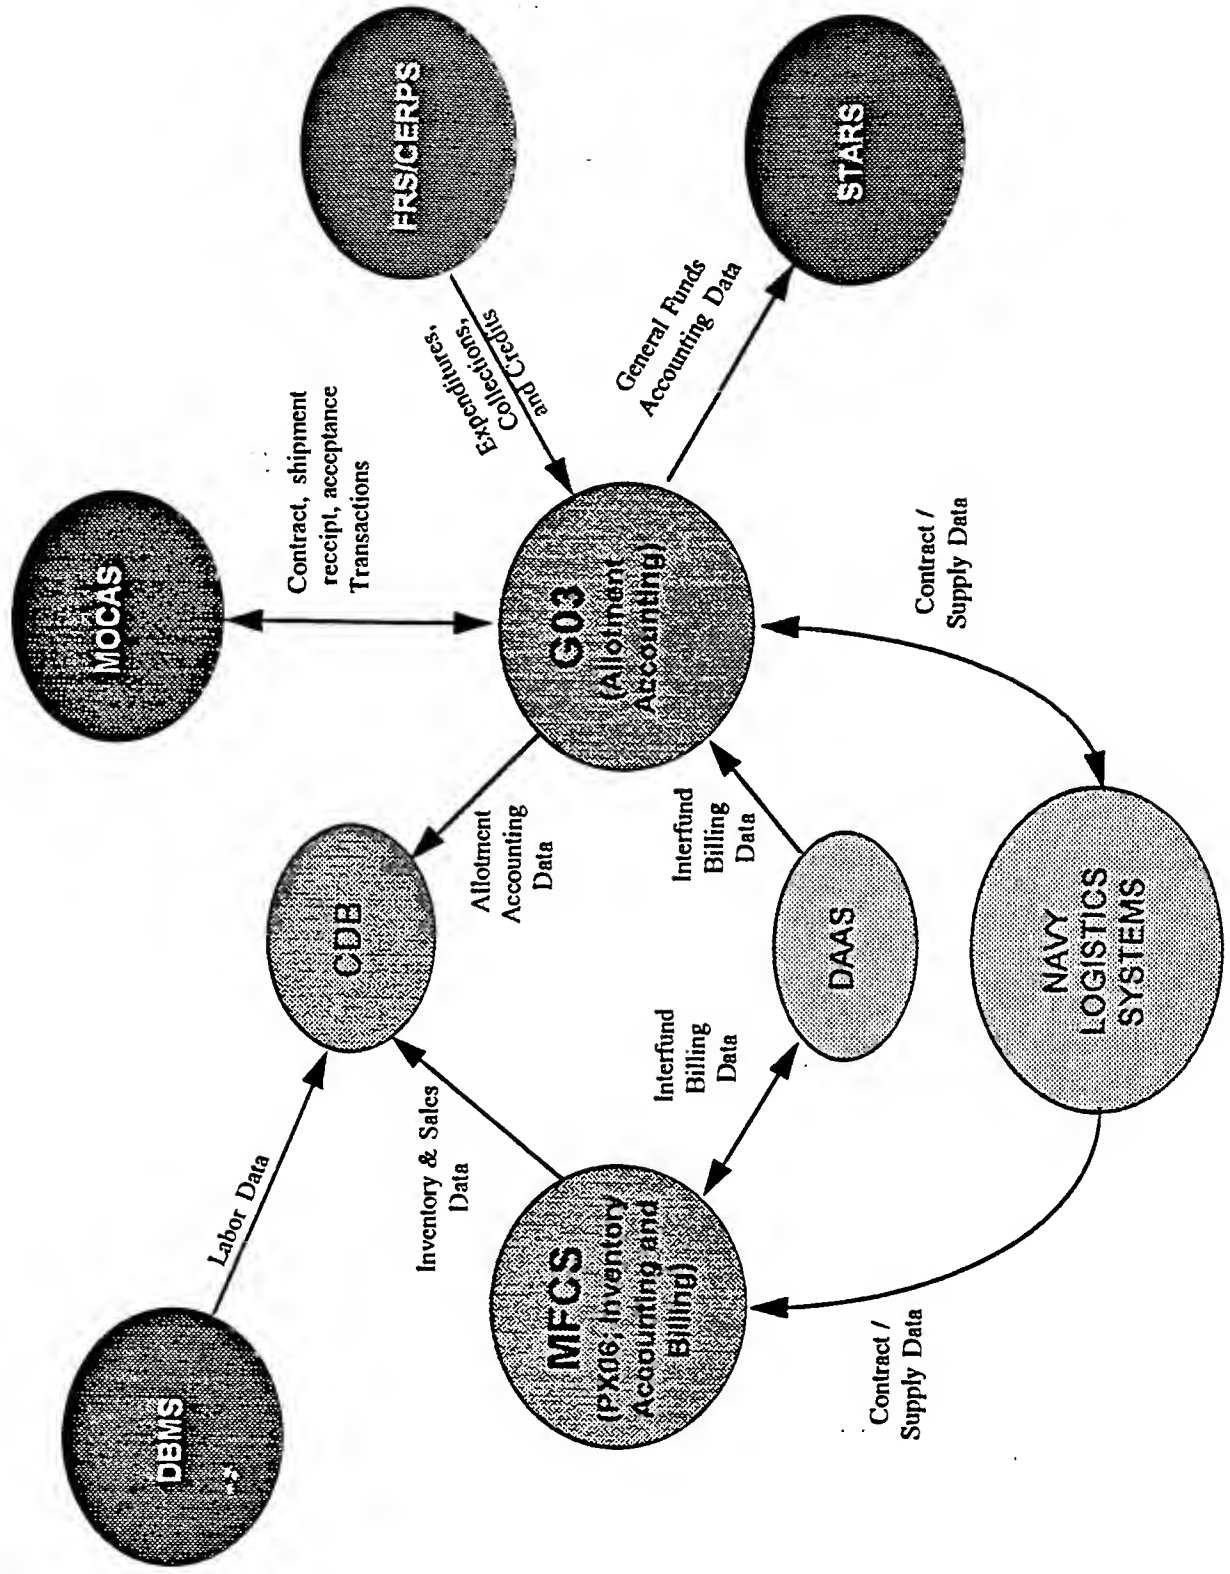 MOCAS
DBMS
Labor Data
Contract, shipment
receipt, acceptance
Transactions
CDB
FRS/CERPS
Inventory & Sales
Data
Allotment
Accounting
Data
Expenditures,
Collections,
and Credits
MFCS
(PX06; Inventory
Accounting and
Billing)
G03
(Allotment
Accounting)
General Funds
Accounting Data
Interfund
Billing
Data
Interfund
Billing
Data
DAAS
STARS
Contract /
Supply Data
Contract /
Supply Data
NAVY
LOGISTICS
SYSTEMS